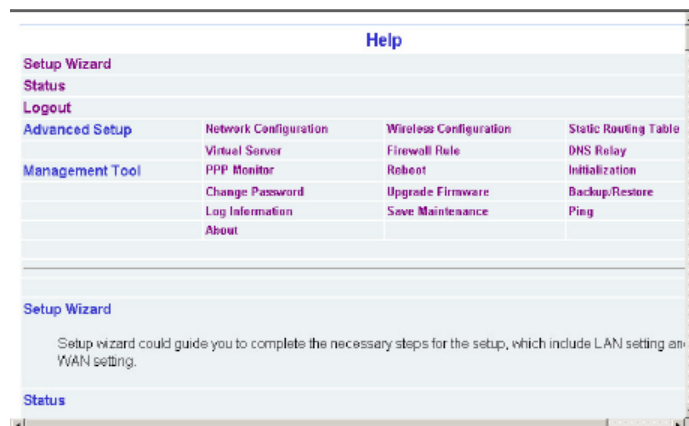 Help
Setup Wizard
Status
Logout
Advanced Setup Network Configuration Wireless Configuration Static Routing Table
Virtual Server Firewall Rule DNS Relay
Management Tool PPP Monitor Reboot Initialization
Change Password Upgrade Firmware Backup/Restore
Log Information Save Maintenance Ping
About
Setup Wizard
Setup wizard could guide you to complete the necessary steps for the setup, which include LAN setting an
WAN setting.
Status